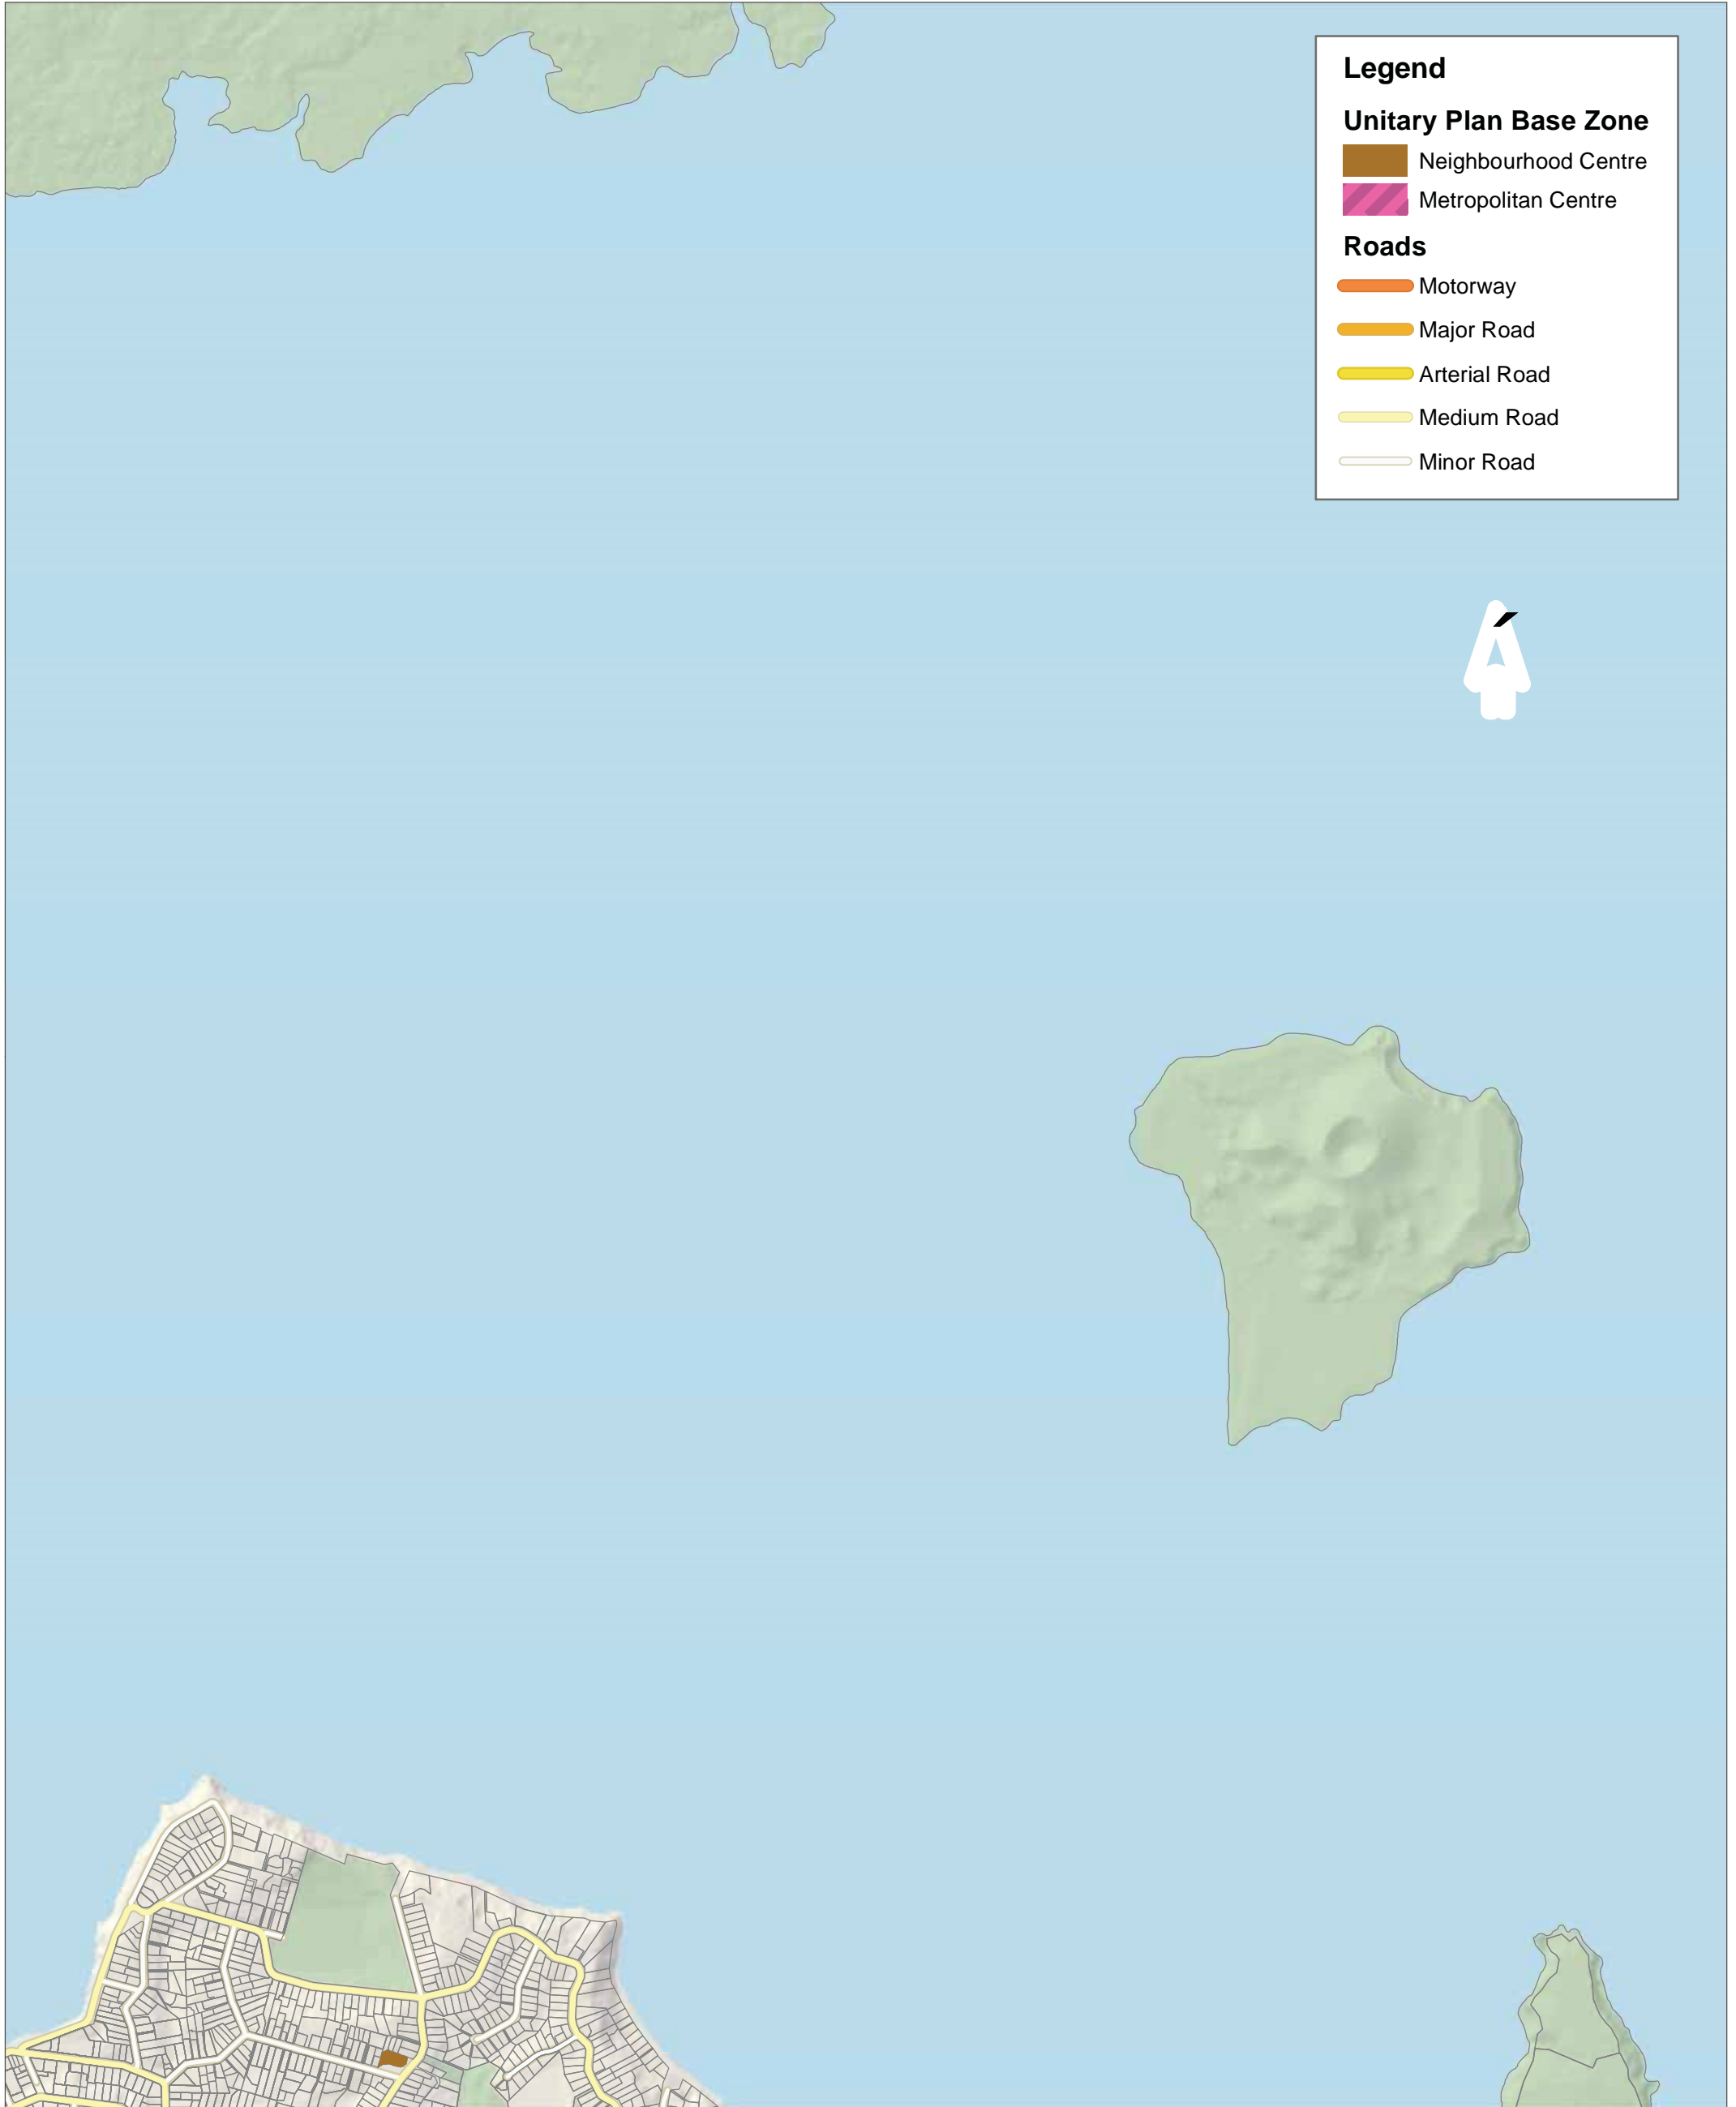 Legend
Unitary Plan Base Zone
Neighbourhood Centre
Metropolitan Centre
Roads
Motorway
Major Road
Arterial Road
Medium Road
Minor Road